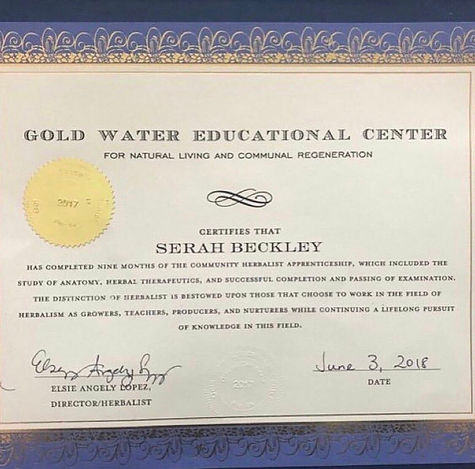 GOLD WATER EDUCATIONAL CENTER
FOR NATURAL LIVING AND COMMUNAL REGENERATION
2017
CERTIFIES THAT
SERAH BECKLEY
HAS COMPLETED NINE MONTHS OF THE COMMUNITY HERBALIST APPRENTICESHIP, WHICH INCLUDED THE
STUDY OF ANATOMY, HERBAL THERAPEUTICS, AND SUCCESSFUL COMPLETION AND PASSING OF EXAMINATION.
THE DISTINCTION OF HERBALIST IS BESTOWED UPON THOSE THAT CHOOSE TO WORK IN THE FIELD OF
HERBALISM AS GROWERS, TEACHERS, PRODUCERS, AND NURTURERS WHILE CONTINUING A LIFELONG PURSUIT
OF KNOWLEDGE IN THIS FIELD.
June 3, 2018
ELSIE ANGELY LOPEZ,
DIRECTOR/HERBALIST
2017
DATE